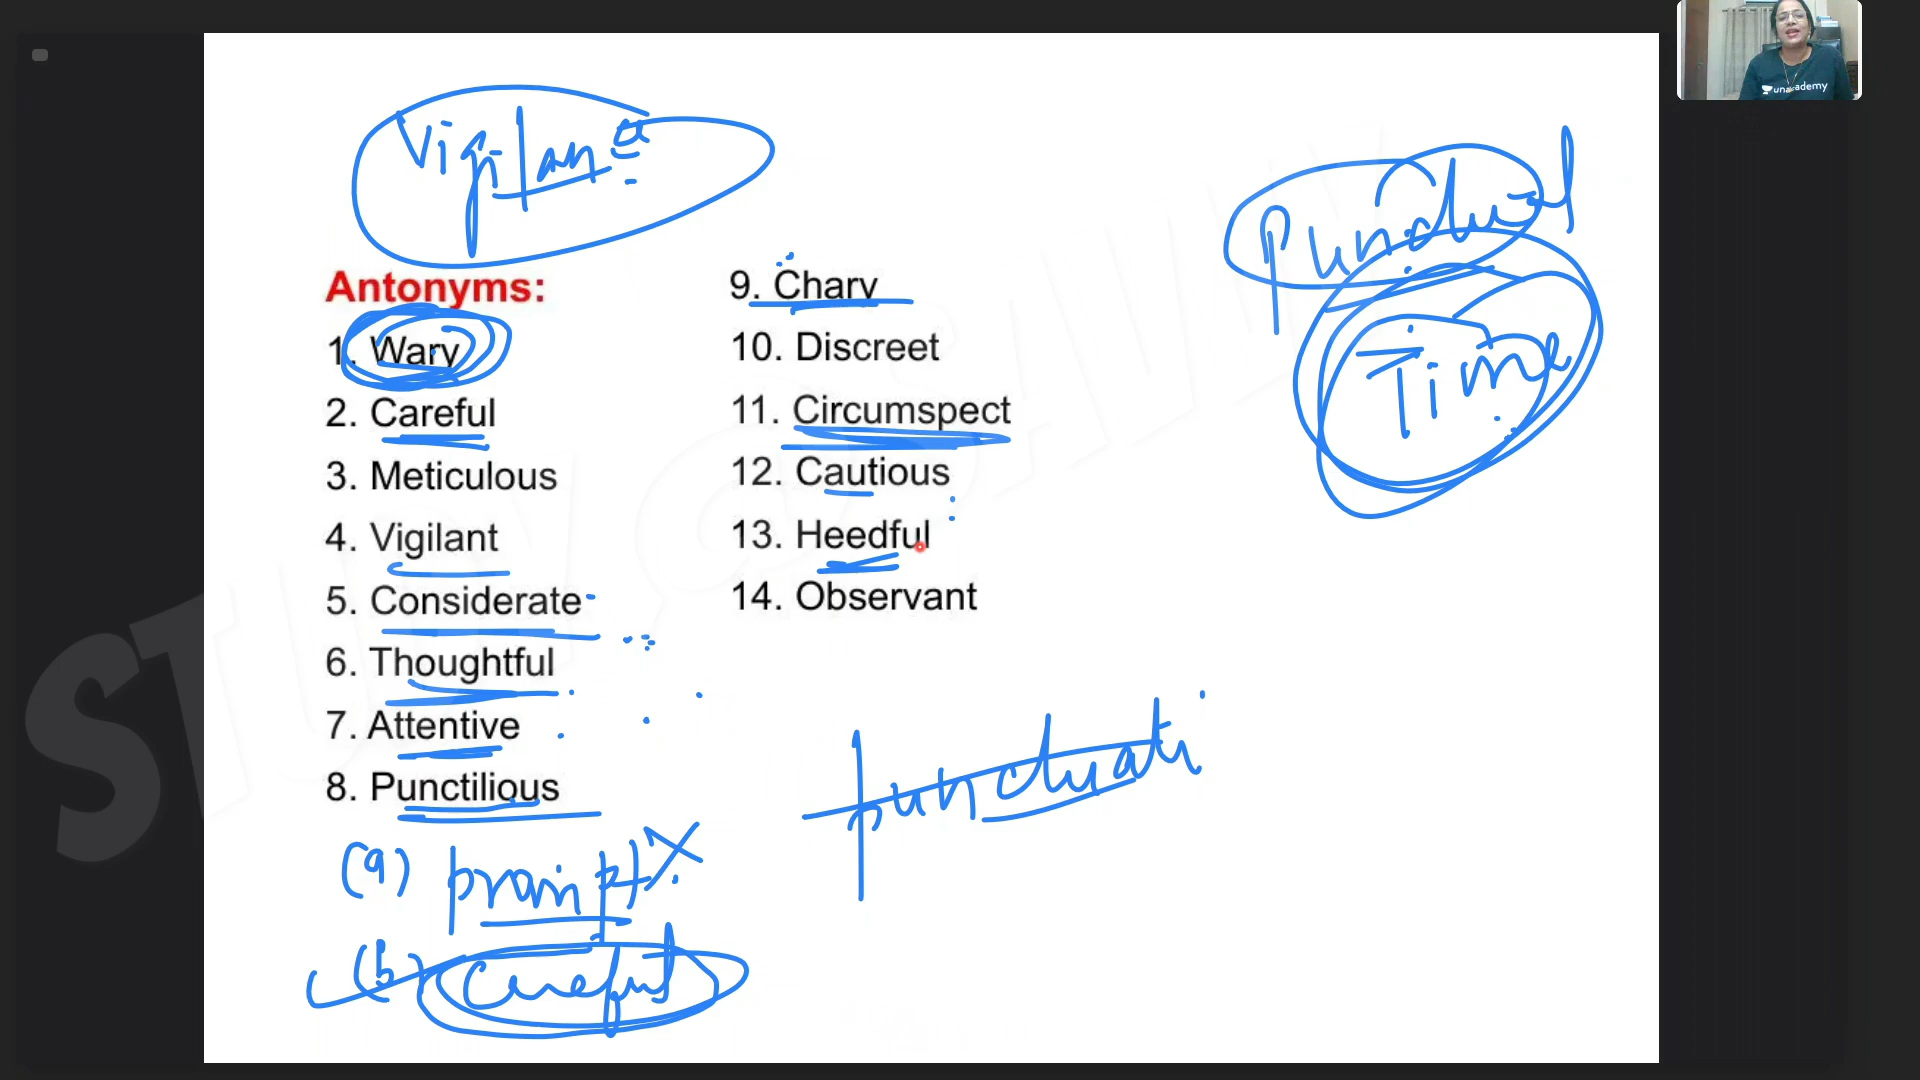 unacademy
Vigilance
Punctual
Time
Antonyms:
1. Wary
2. Careful
3. Meticulous
4. Vigilant
5. Considerate
6. Thoughtful
7. Attentive
8. Punctilious
9. Chary
10. Discreet
11. Circumspect
12. Cautious
13. Heedful
14. Observant
(a) prompt
(b) Careful